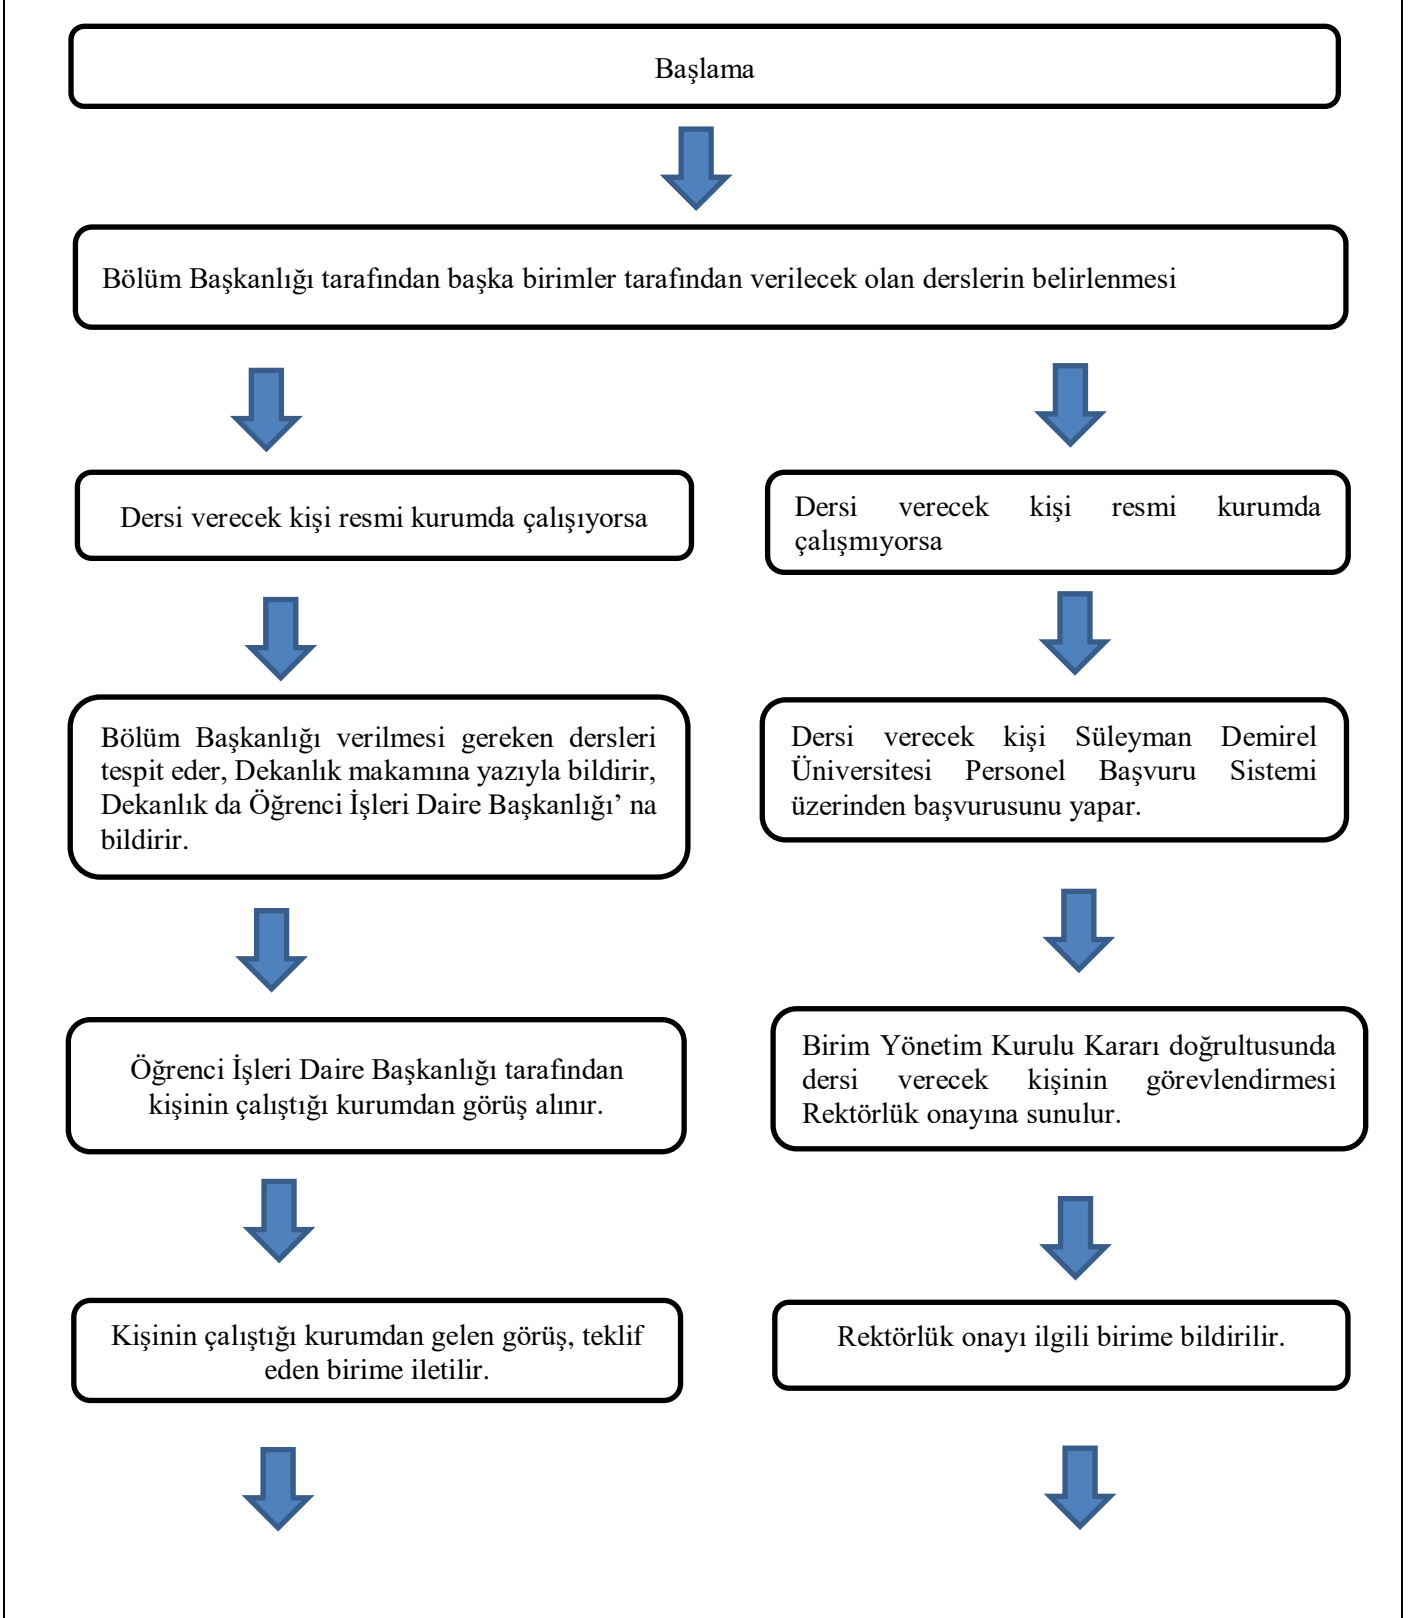 Başlama
Bölüm Başkanlığı tarafından başka birimler tarafından verilecek olan derslerin belirlenmesi
Dersi verecek kişi resmi kurumda çalışıyorsa
Dersi verecek kişi resmi kurumda
çalışmıyorsa
Bölüm Başkanlığı verilmesi gereken dersleri
tespit eder, Dekanlık makamına yazıyla bildirir,
Dekanlık da Öğrenci İşleri Daire Başkanlığı’ na
bildirir.
Dersi verecek kişi Süleyman Demirel
Üniversitesi Personel Başvuru Sistemi
üzerinden başvurusunu yapar.
Öğrenci İşleri Daire Başkanlığı tarafından
kişinin çalıştığı kurumdan görüş alınır.
Birim Yönetim Kurulu Kararı doğrultusunda
dersi verecek kişinin görevlendirmesi
Rektörlük onayına sunulur.
Kişinin çalıştığı kurumdan gelen görüş, teklif
eden birime iletilir.
Rektörlük onayı ilgili birime bildirilir.